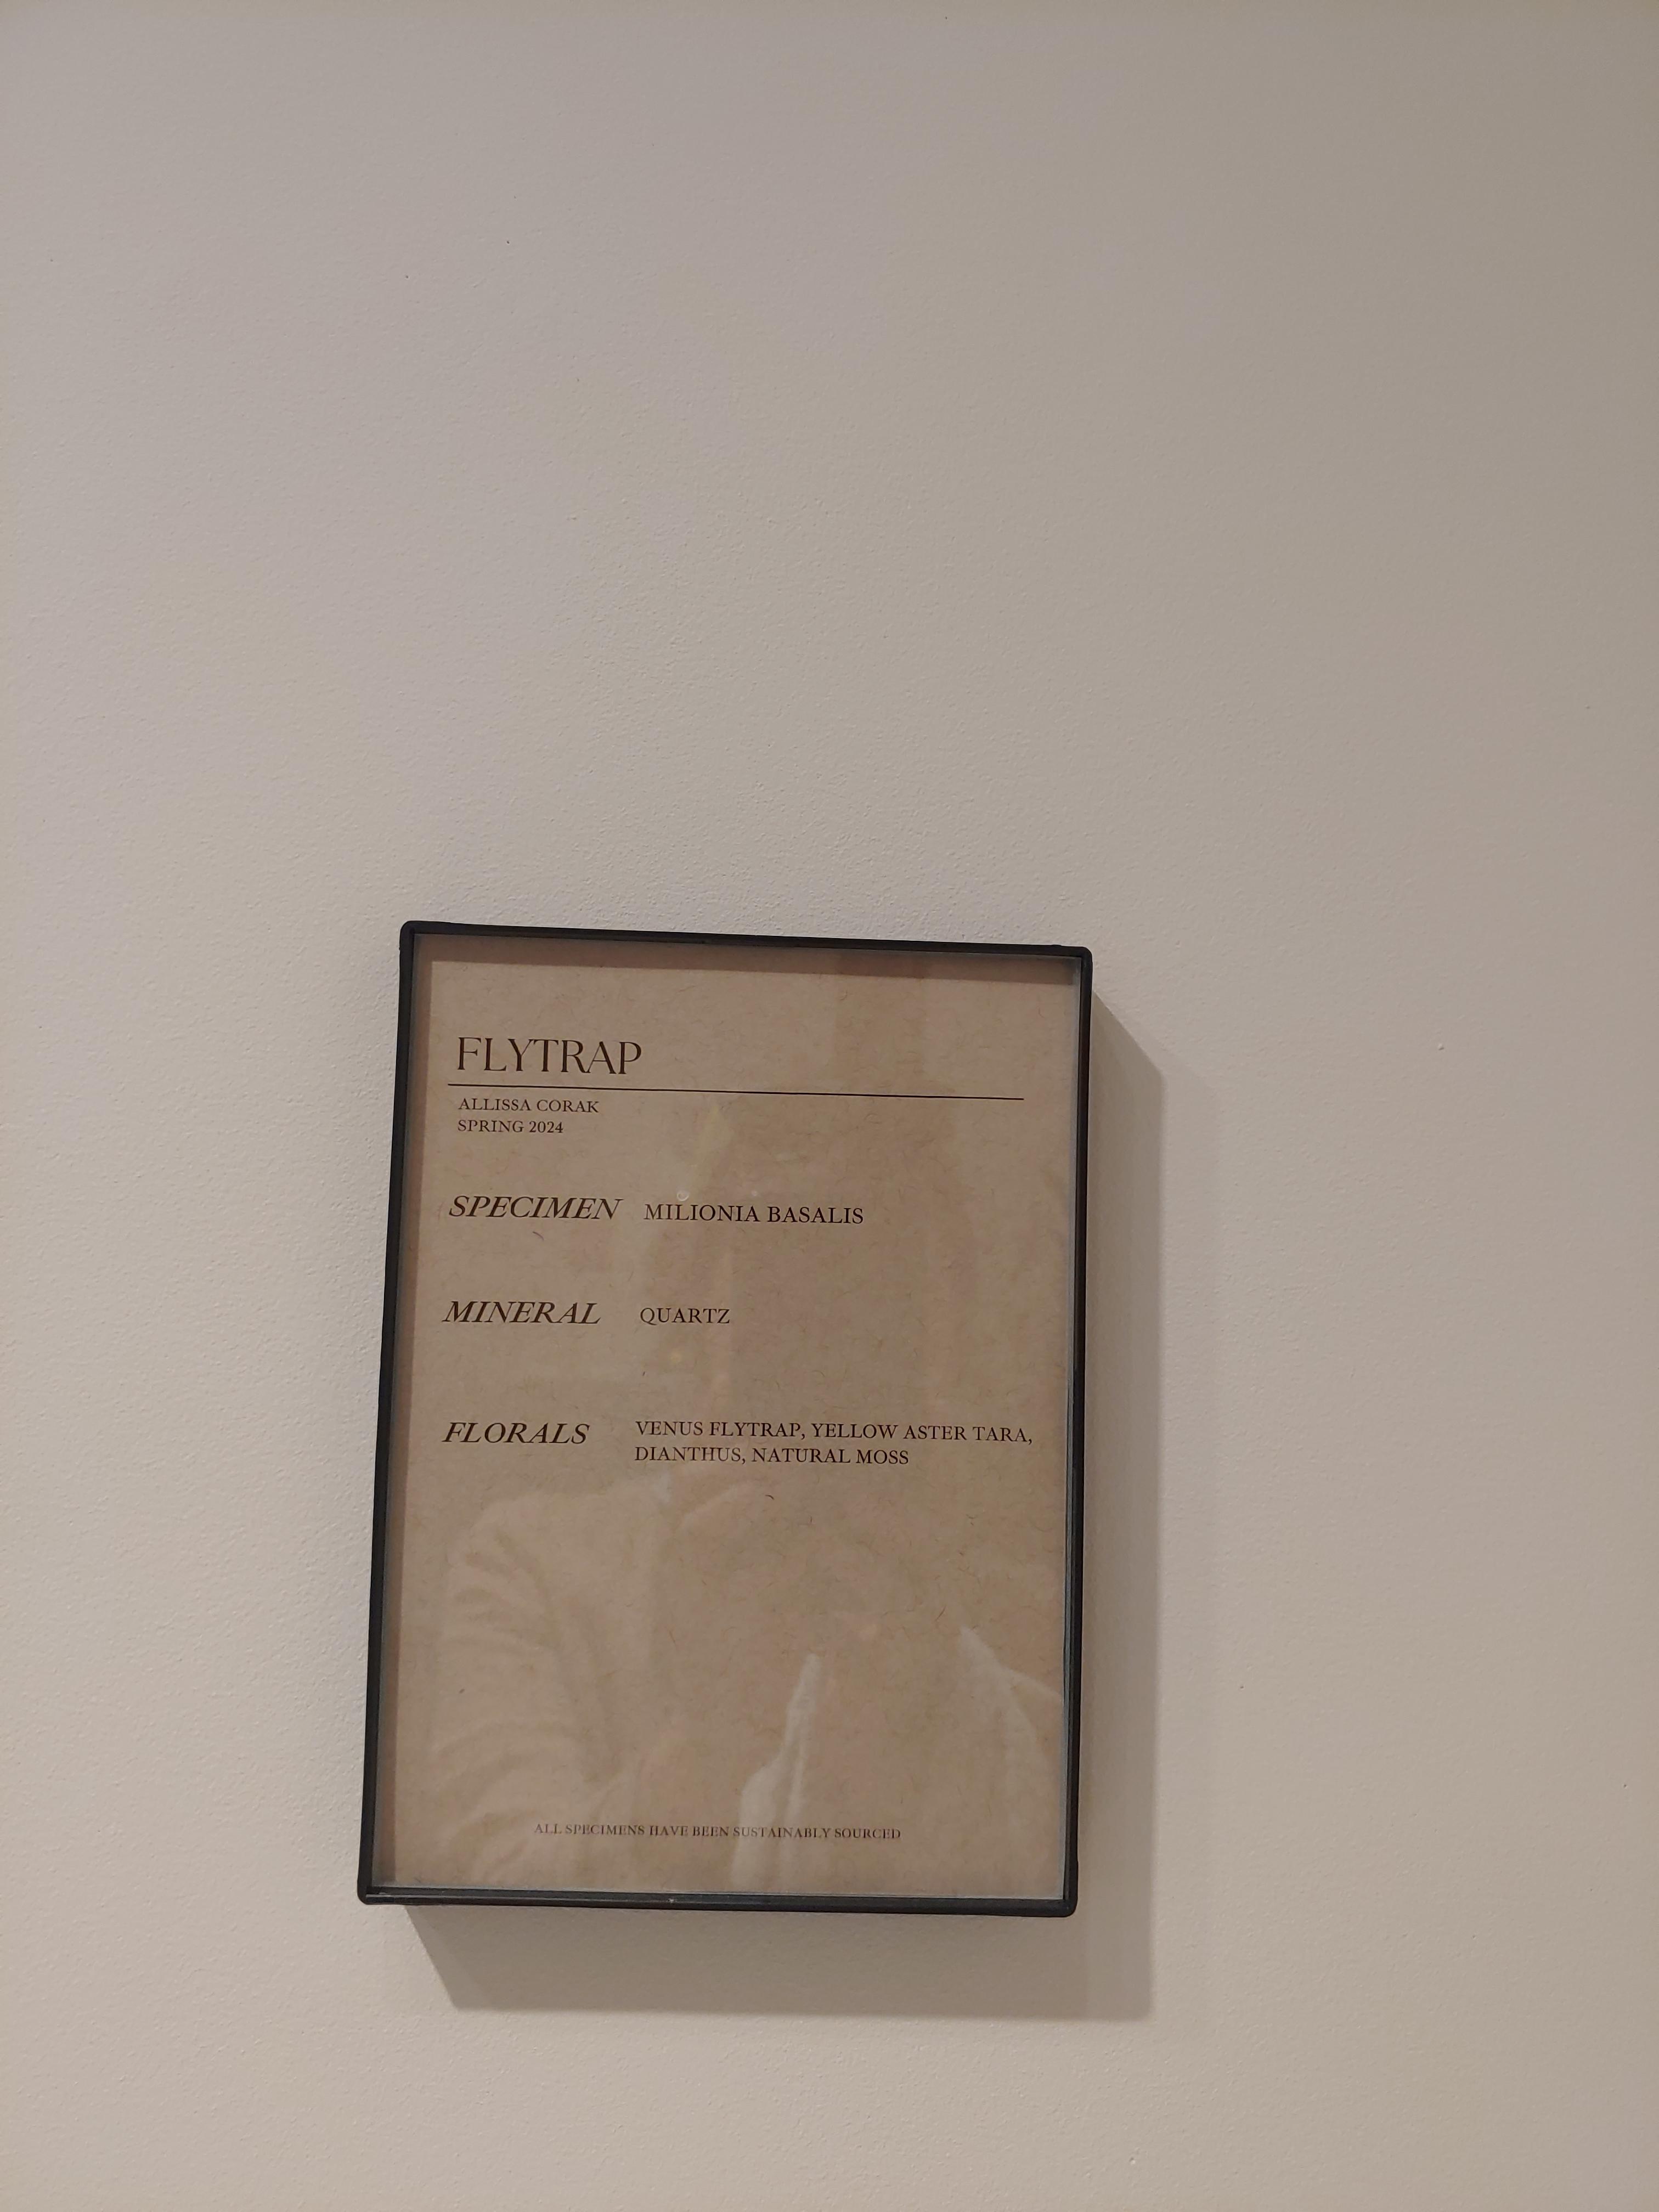 FLYTRAP
ALLISSA CORAK
SPRING 2024
SPECIMEN MILIONIA BASALIS
MINERAL QUARTZ
FLORALS VENUS FLYTRAP, YELLOW ASTER TARA,
DIANTHUS, NATURAL MOSS
ALL SPECIMENS HAVE BEEN SUSTAINABLY SOURCED